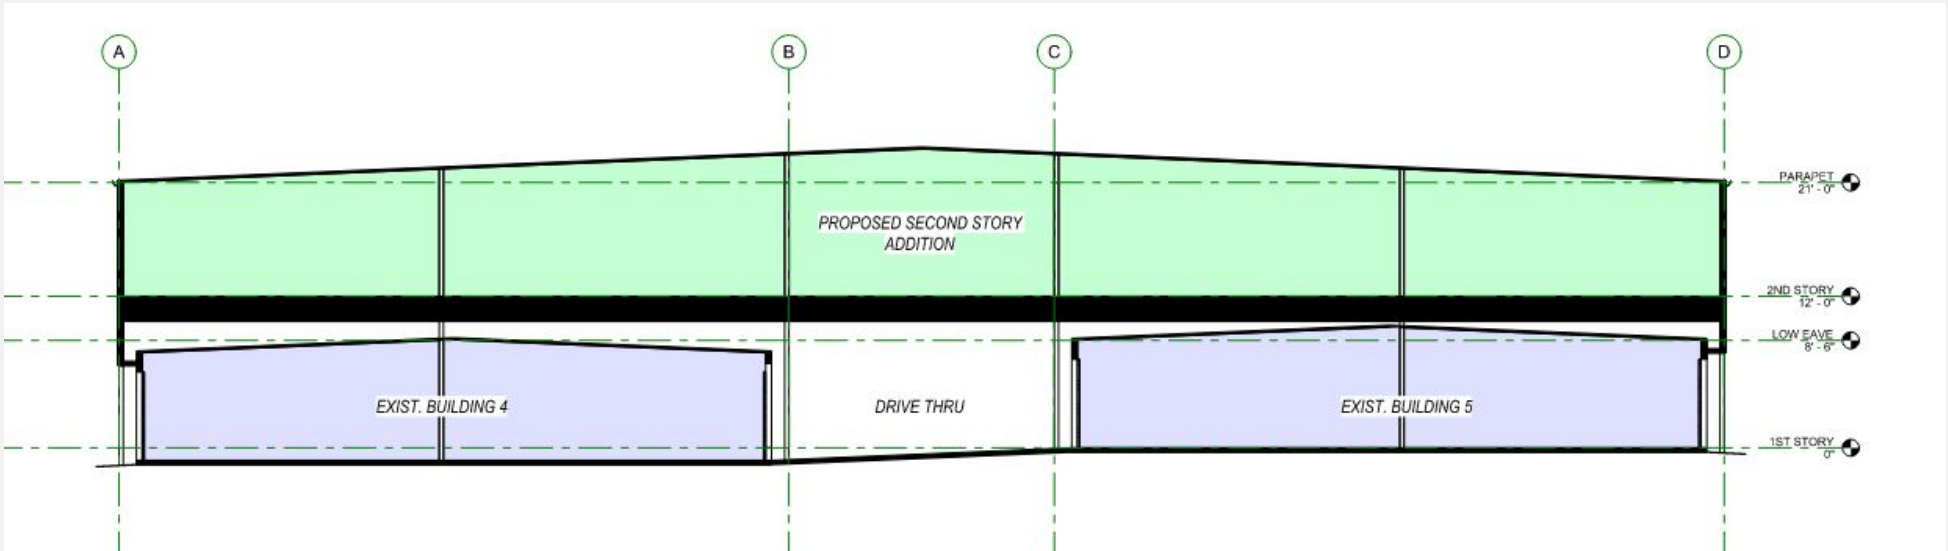 A
B
C
D
PARAPET
21' - 0"
PROPOSED SECOND STORY
ADDITION
2ND STORY
12' - 0"
LOW EAVE
8' - 6"
EXIST. BUILDING 4
DRIVE THRU
EXIST. BUILDING 5
1ST STORY
0"